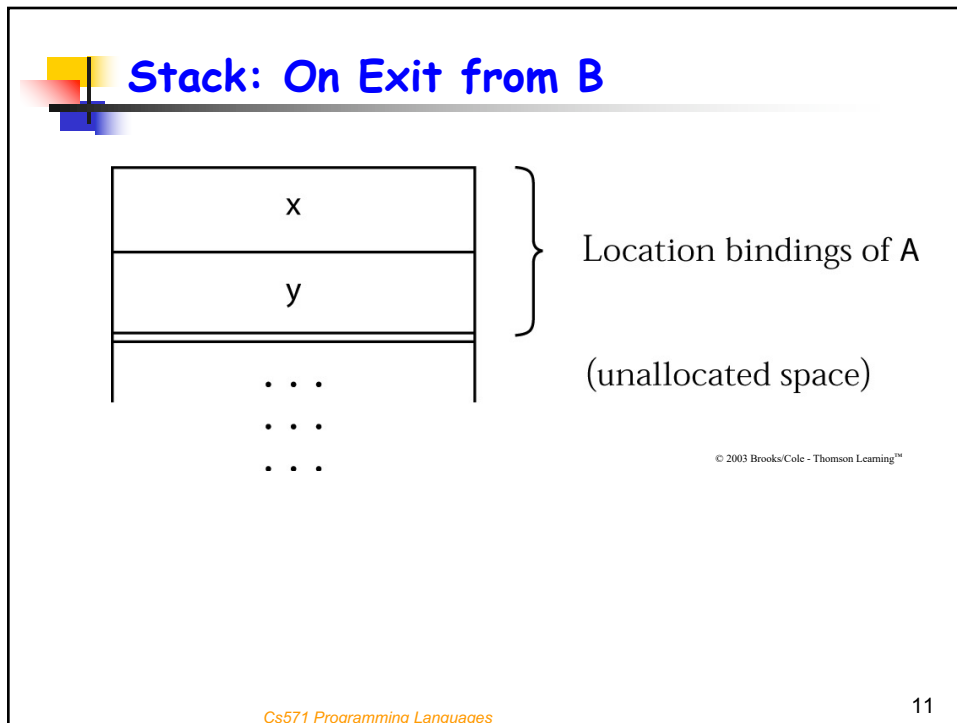 Stack: On Exit from B
x
Location bindings of A
y
(unallocated space)
. . .
. . .
. . .
© 2003 Brooks/Cole - Thomson Learning™
Cs571 Programming Languages
11